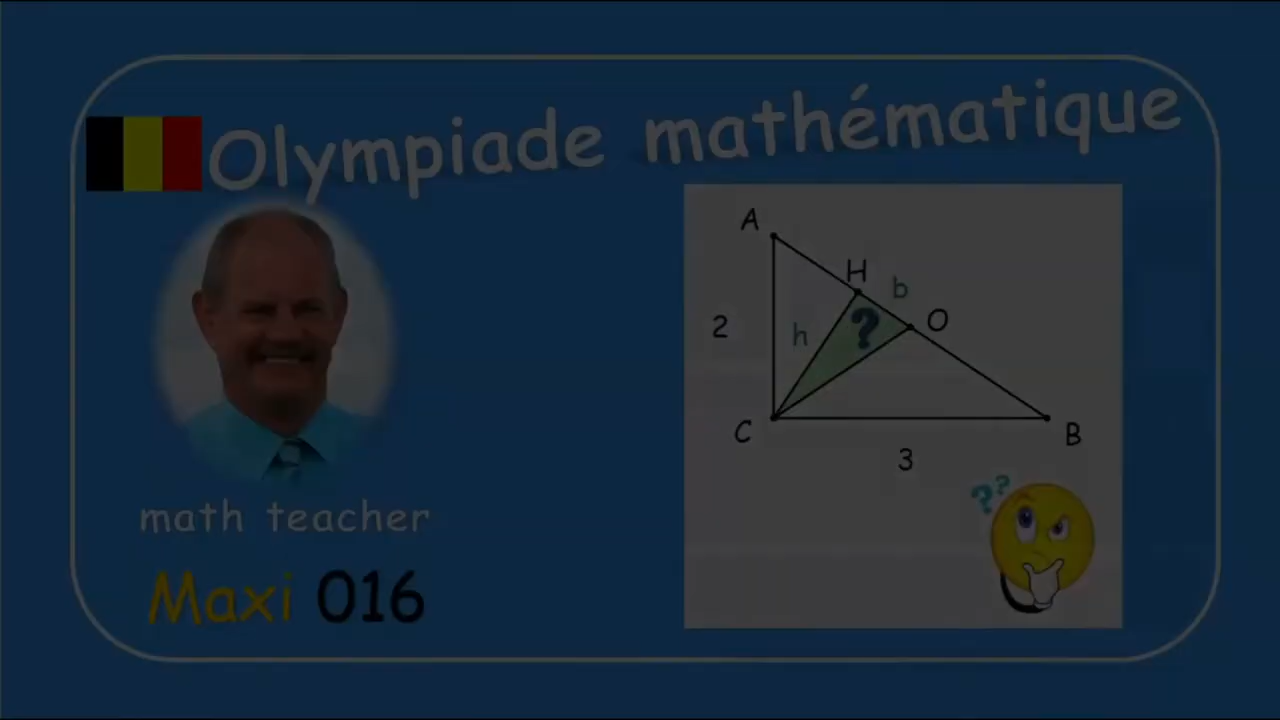 Olympiade mathématique
A
H
b
O
2
h
?
C
B
3
??
math teacher
Maxi 016